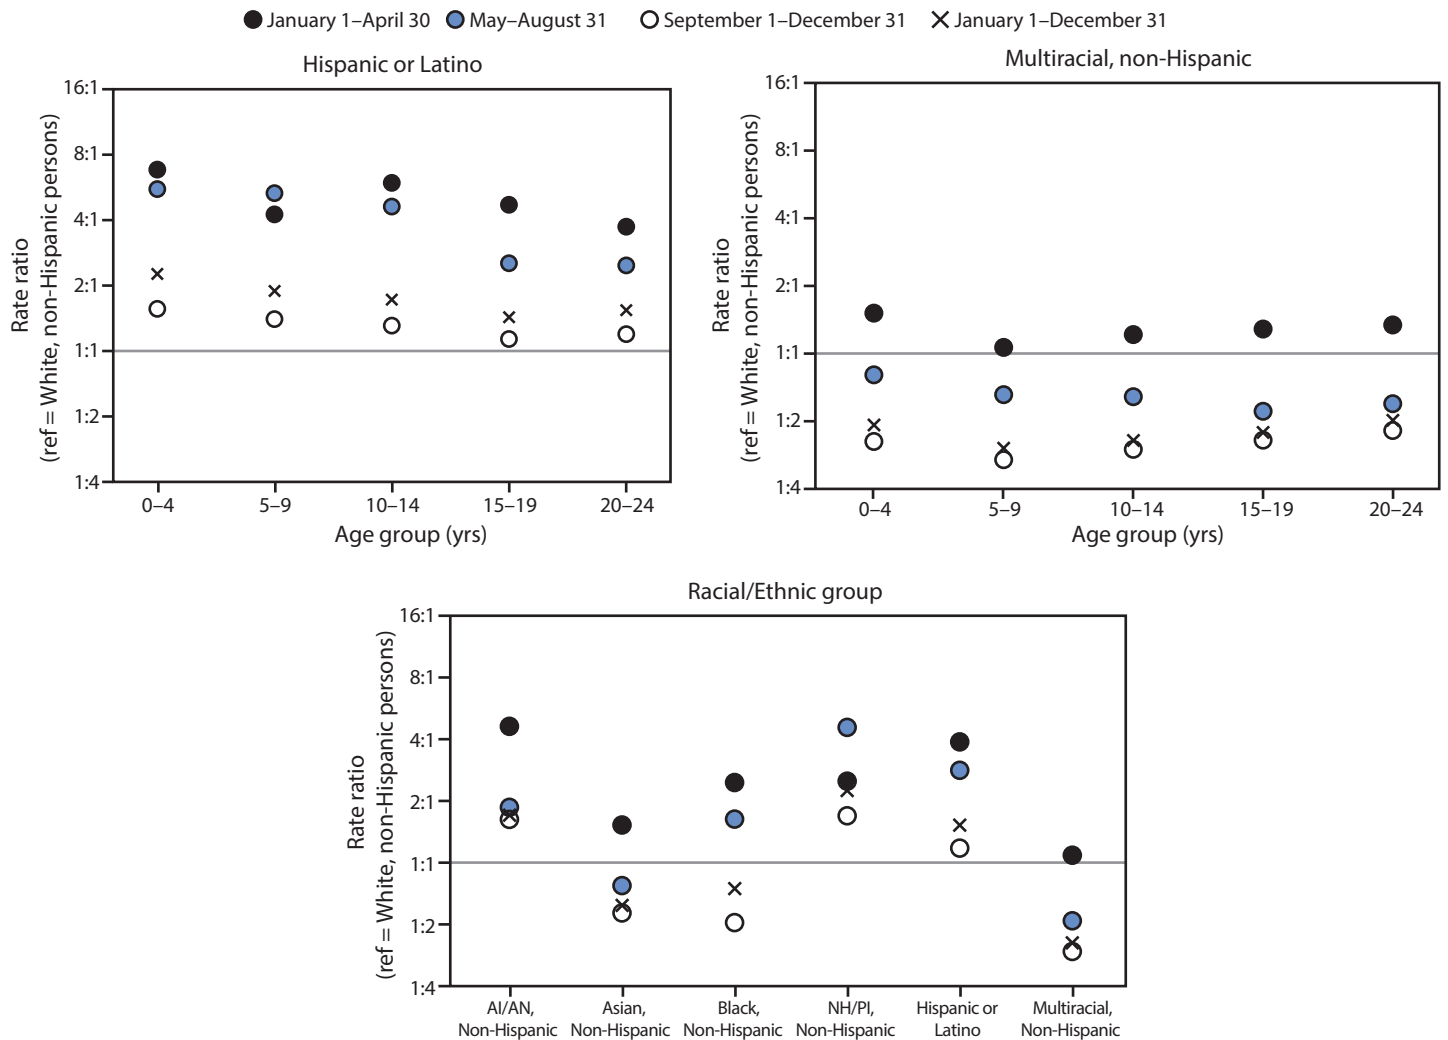 January 1–April 30 May–August 31 September 1–December 31 January 1–December 31
Hispanic or Latino
Rate ratio
(ref = White, non-Hispanic persons)
16:1
8:1
4:1
2:1
1:1
1:2
1:4
0–4 5–9 10–14 15–19 20–24
Age group (yrs)
Multiracial, non-Hispanic
Rate ratio
(ref = White, non-Hispanic persons)
16:1
8:1
4:1
2:1
1:1
1:2
1:4
0–4 5–9 10–14 15–19 20–24
Age group (yrs)
Racial/Ethnic group
Rate ratio
(ref = White, non-Hispanic persons)
16:1
8:1
4:1
2:1
1:1
1:2
1:4
AI/AN, Asian, Black, NH/PI, Hispanic or Multiracial,
Non-Hispanic Non-Hispanic Non-Hispanic Non-Hispanic Latino Non-Hispanic